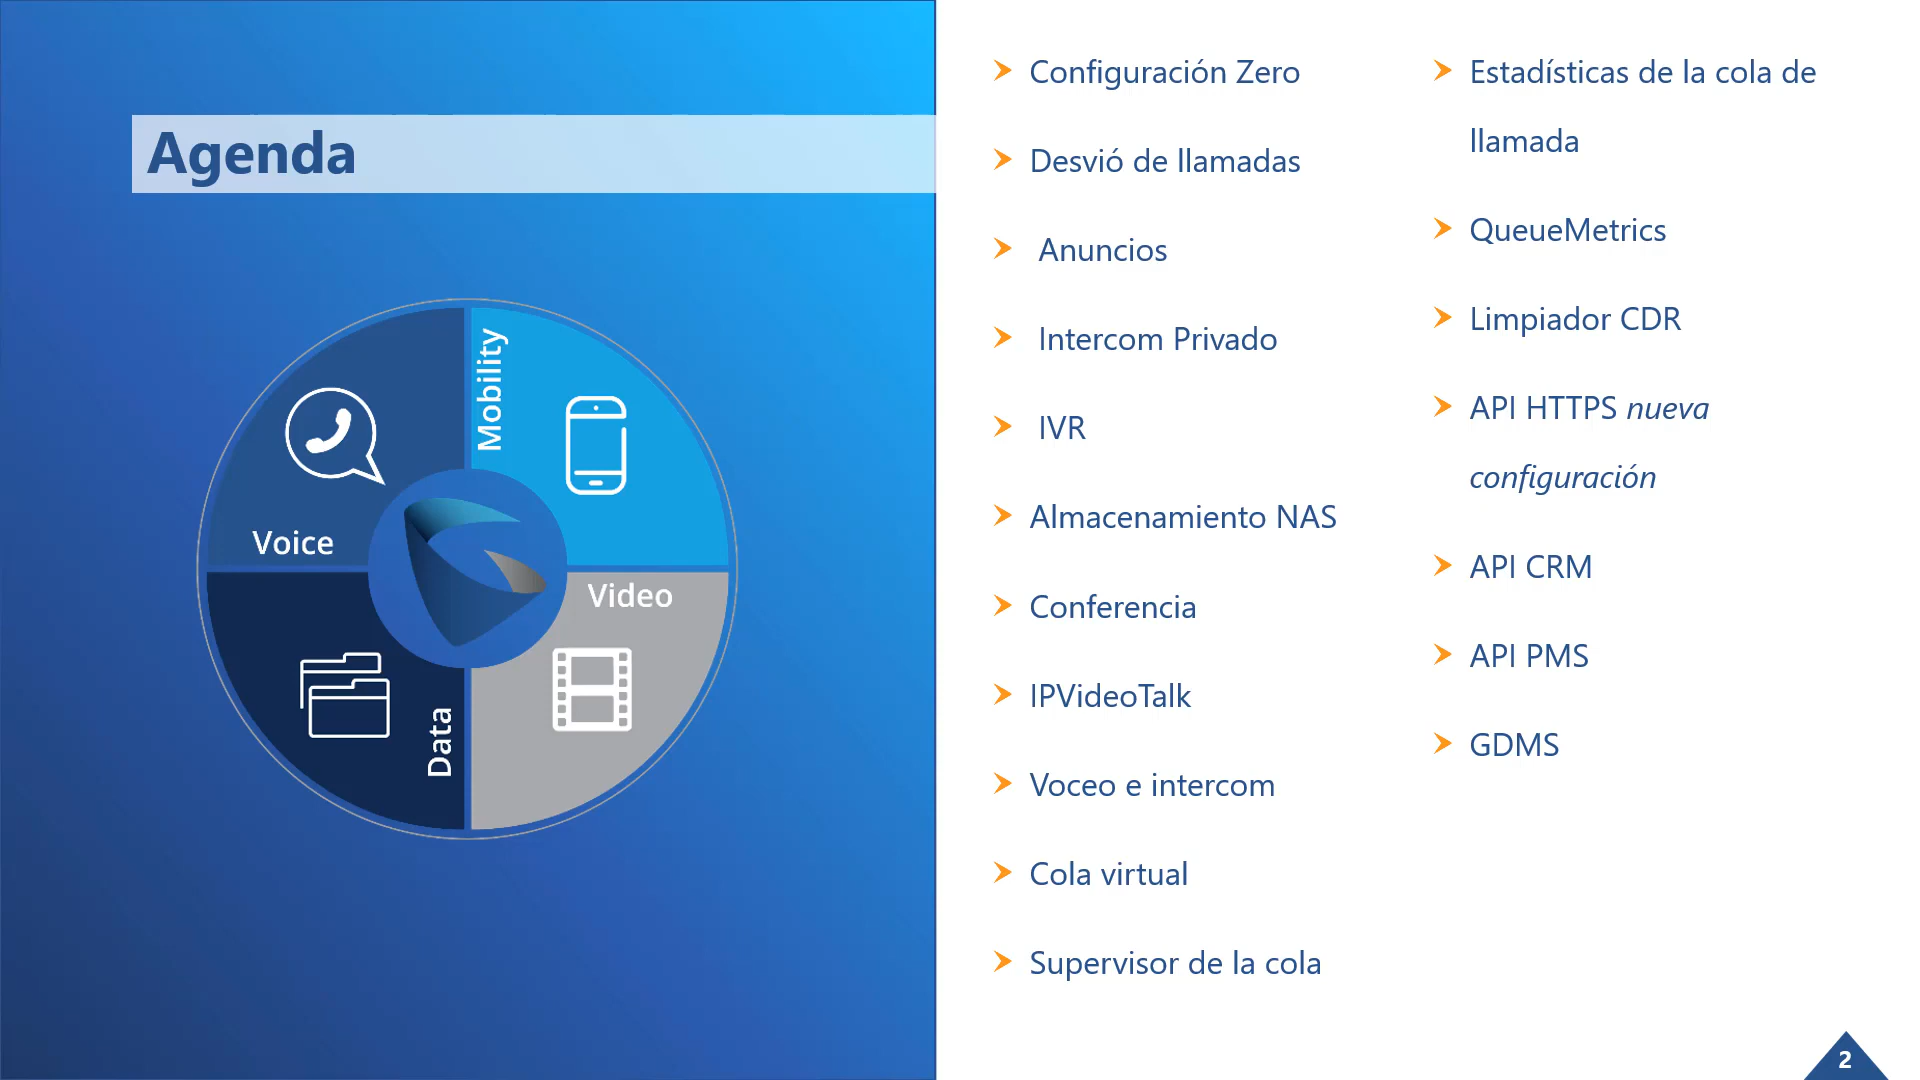 Agenda
Voice
Mobility
Video
Data
Configuración Zero
Desvió de llamadas
Anuncios
Intercom Privado
IVR
Almacenamiento NAS
Conferencia
IPVideoTalk
Voceo e intercom
Cola virtual
Supervisor de la cola
Estadísticas de la cola de
llamada
QueueMetrics
Limpiador CDR
API HTTPS nueva
configuración
API CRM
API PMS
GDMS
2